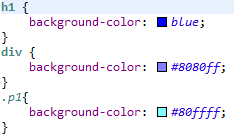 h1 {
background-color: blue;
}
div {
background-color: #8080ff;
}
.p1{
background-color: #80ffff;
}